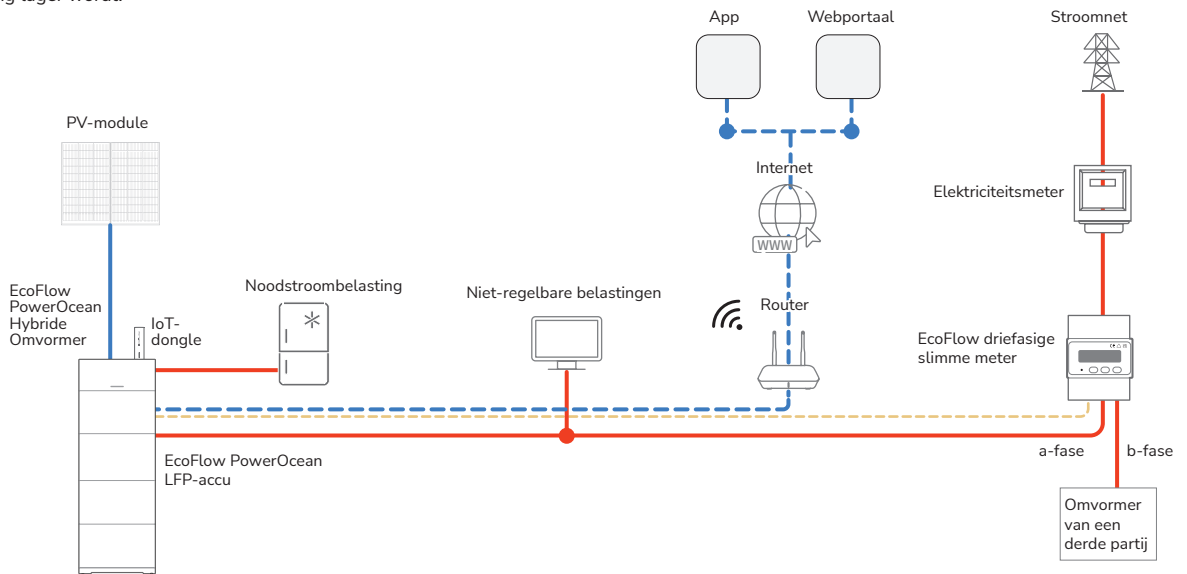 App
Webportaal
Stroomnet
PV-module
Internet
Elektriciteitsmeter
WWW
EcoFlow
PowerOcean
Hybride
Omvormer
IoT-
dongle
Noodstroombelasting
Niet-regelbare belastingen
Router
EcoFlow driefasige
slimme meter
EcoFlow PowerOcean
LFP-accu
a-fase
b-fase
Omvormer
van een
derde partij